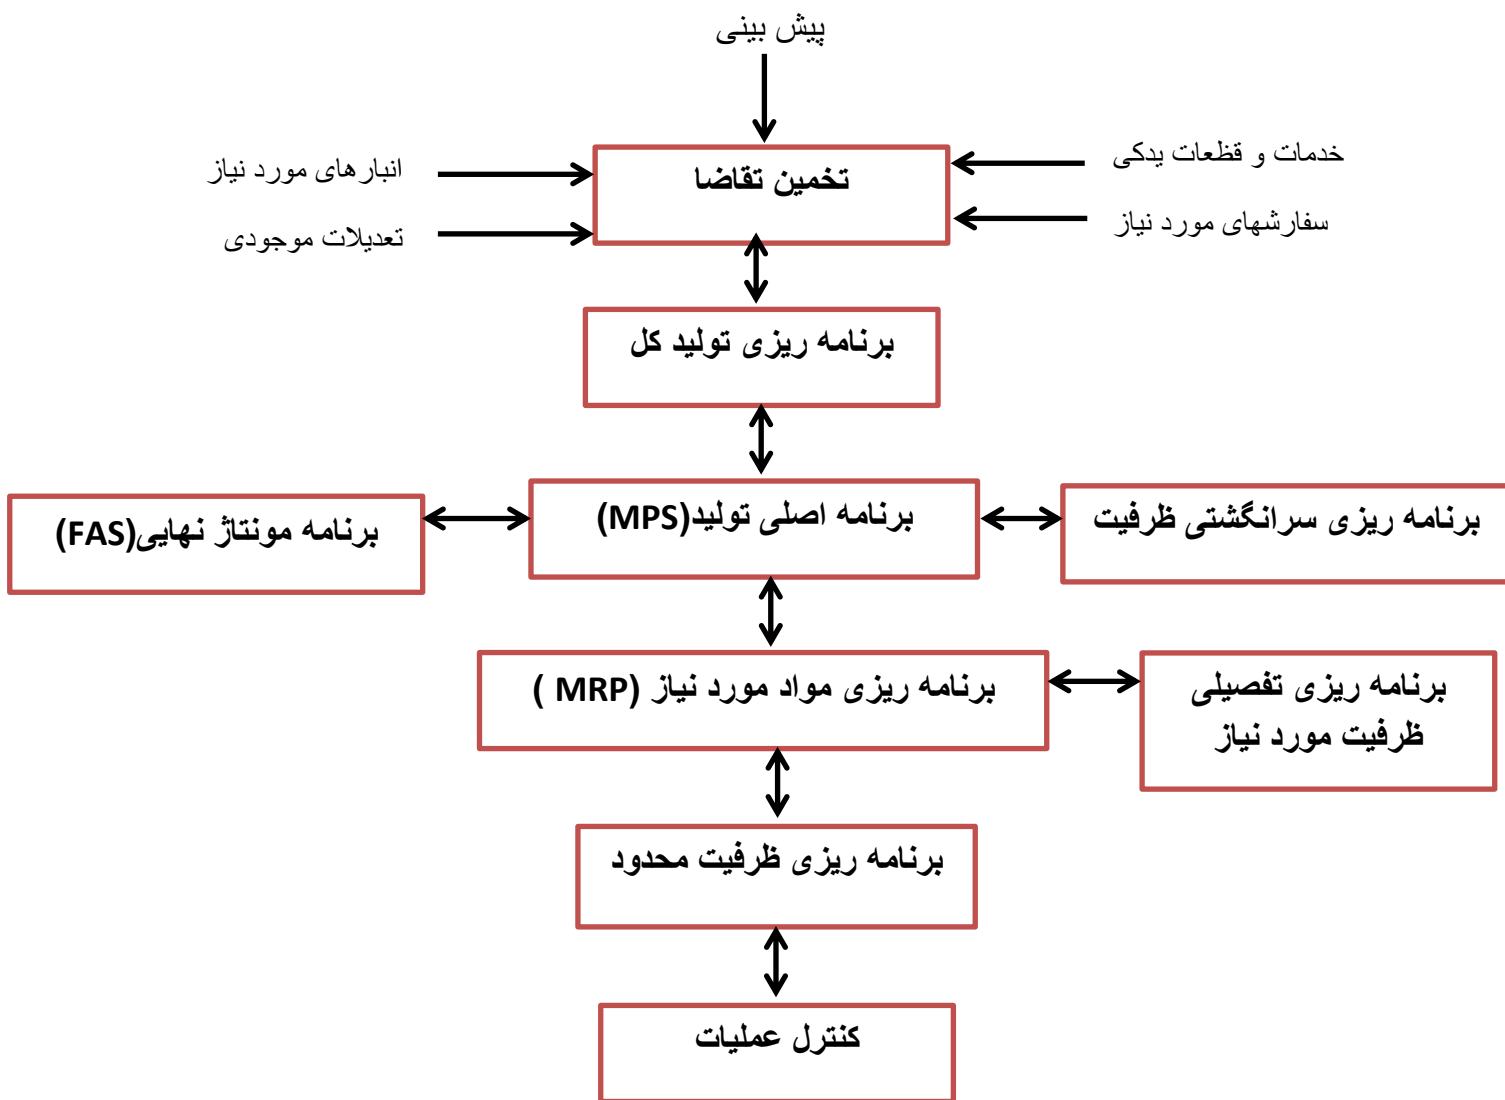 پیش بینی
خدمات و قظعات یدکی
انبارهای مورد نیاز
تخمین تقاضا
سفارشهای مورد نیاز
تعدیلات موجودی
برنامه ریزی تولید کل
برنامه ریزی سرانگشتی ظرفیت
برنامه اصلی تولید(MPS)
برنامه مونتاژ نهایی(FAS)
برنامه ریزی مواد مورد نیاز (MRP )
برنامه ریزی تفصیلی
ظرفیت مورد نیاز
برنامه ریزی ظرفیت محدود
کنترل عملیات